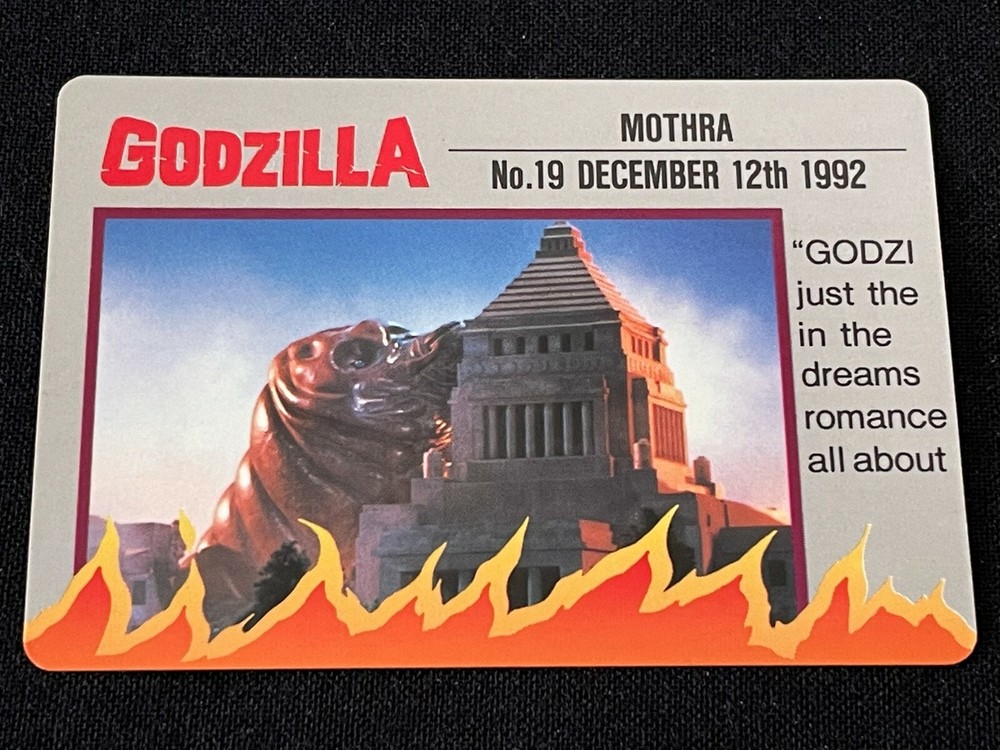 GODZILLA
MOTHRA
No.19 DECEMBER 12th 1992
“GODZI
just the
in the
dreams
romance
all about